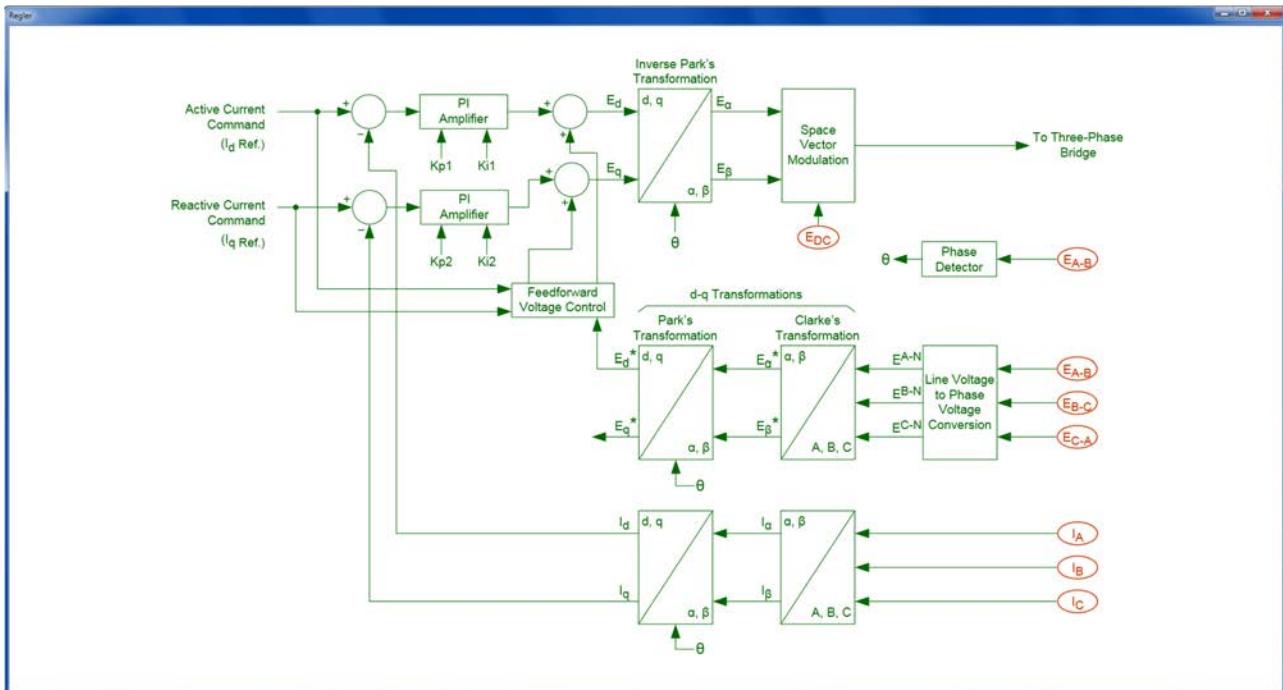 Regler
Inverse Park's
Transformation
Active Current
Command
(Id Ref.)
+
−
PI
Amplifier
Kp1
Ki1
+
+
Ed
d, q
α, β
Eα
Space
Vector
Modulation
To Three-Phase
Bridge
Reactive Current
Command
(Iq Ref.)
+
−
PI
Amplifier
Kp2
Ki2
+
+
Eq
Eβ
θ
EDC
θ
Phase
Detector
EA-B
Feedforward
Voltage Control
d-q Transformations
Park's
Transformation
Clarke's
Transformation
Ed*
d, q
Eα*
α, β
EA-N
Line Voltage
to Phase
Voltage
Conversion
EA-B
EB-N
EB-C
Eq*
α, β
Eβ*
A, B, C
EC-N
EC-A
θ
Id
d, q
Iα
α, β
IA
IB
Iq
α, β
Iβ
A, B, C
IC
θ